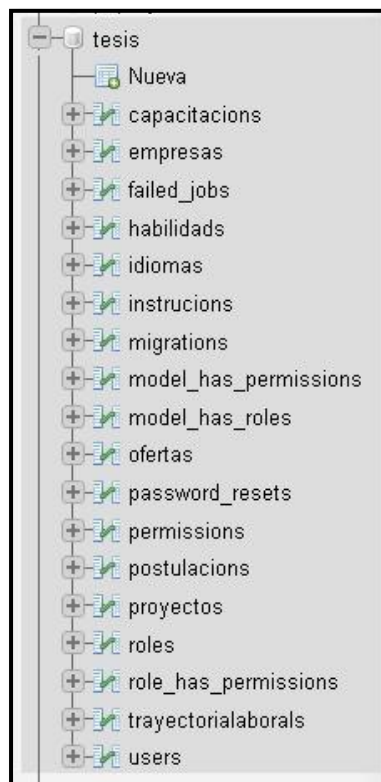 tesis
Nueva
capacitacions
empresas
failed_jobs
habilidads
idiomas
instrucions
migrations
model_has_permissions
model_has_roles
ofertas
password_resets
permissions
postulacions
proyectos
roles
role_has_permissions
trayectorialaborals
users